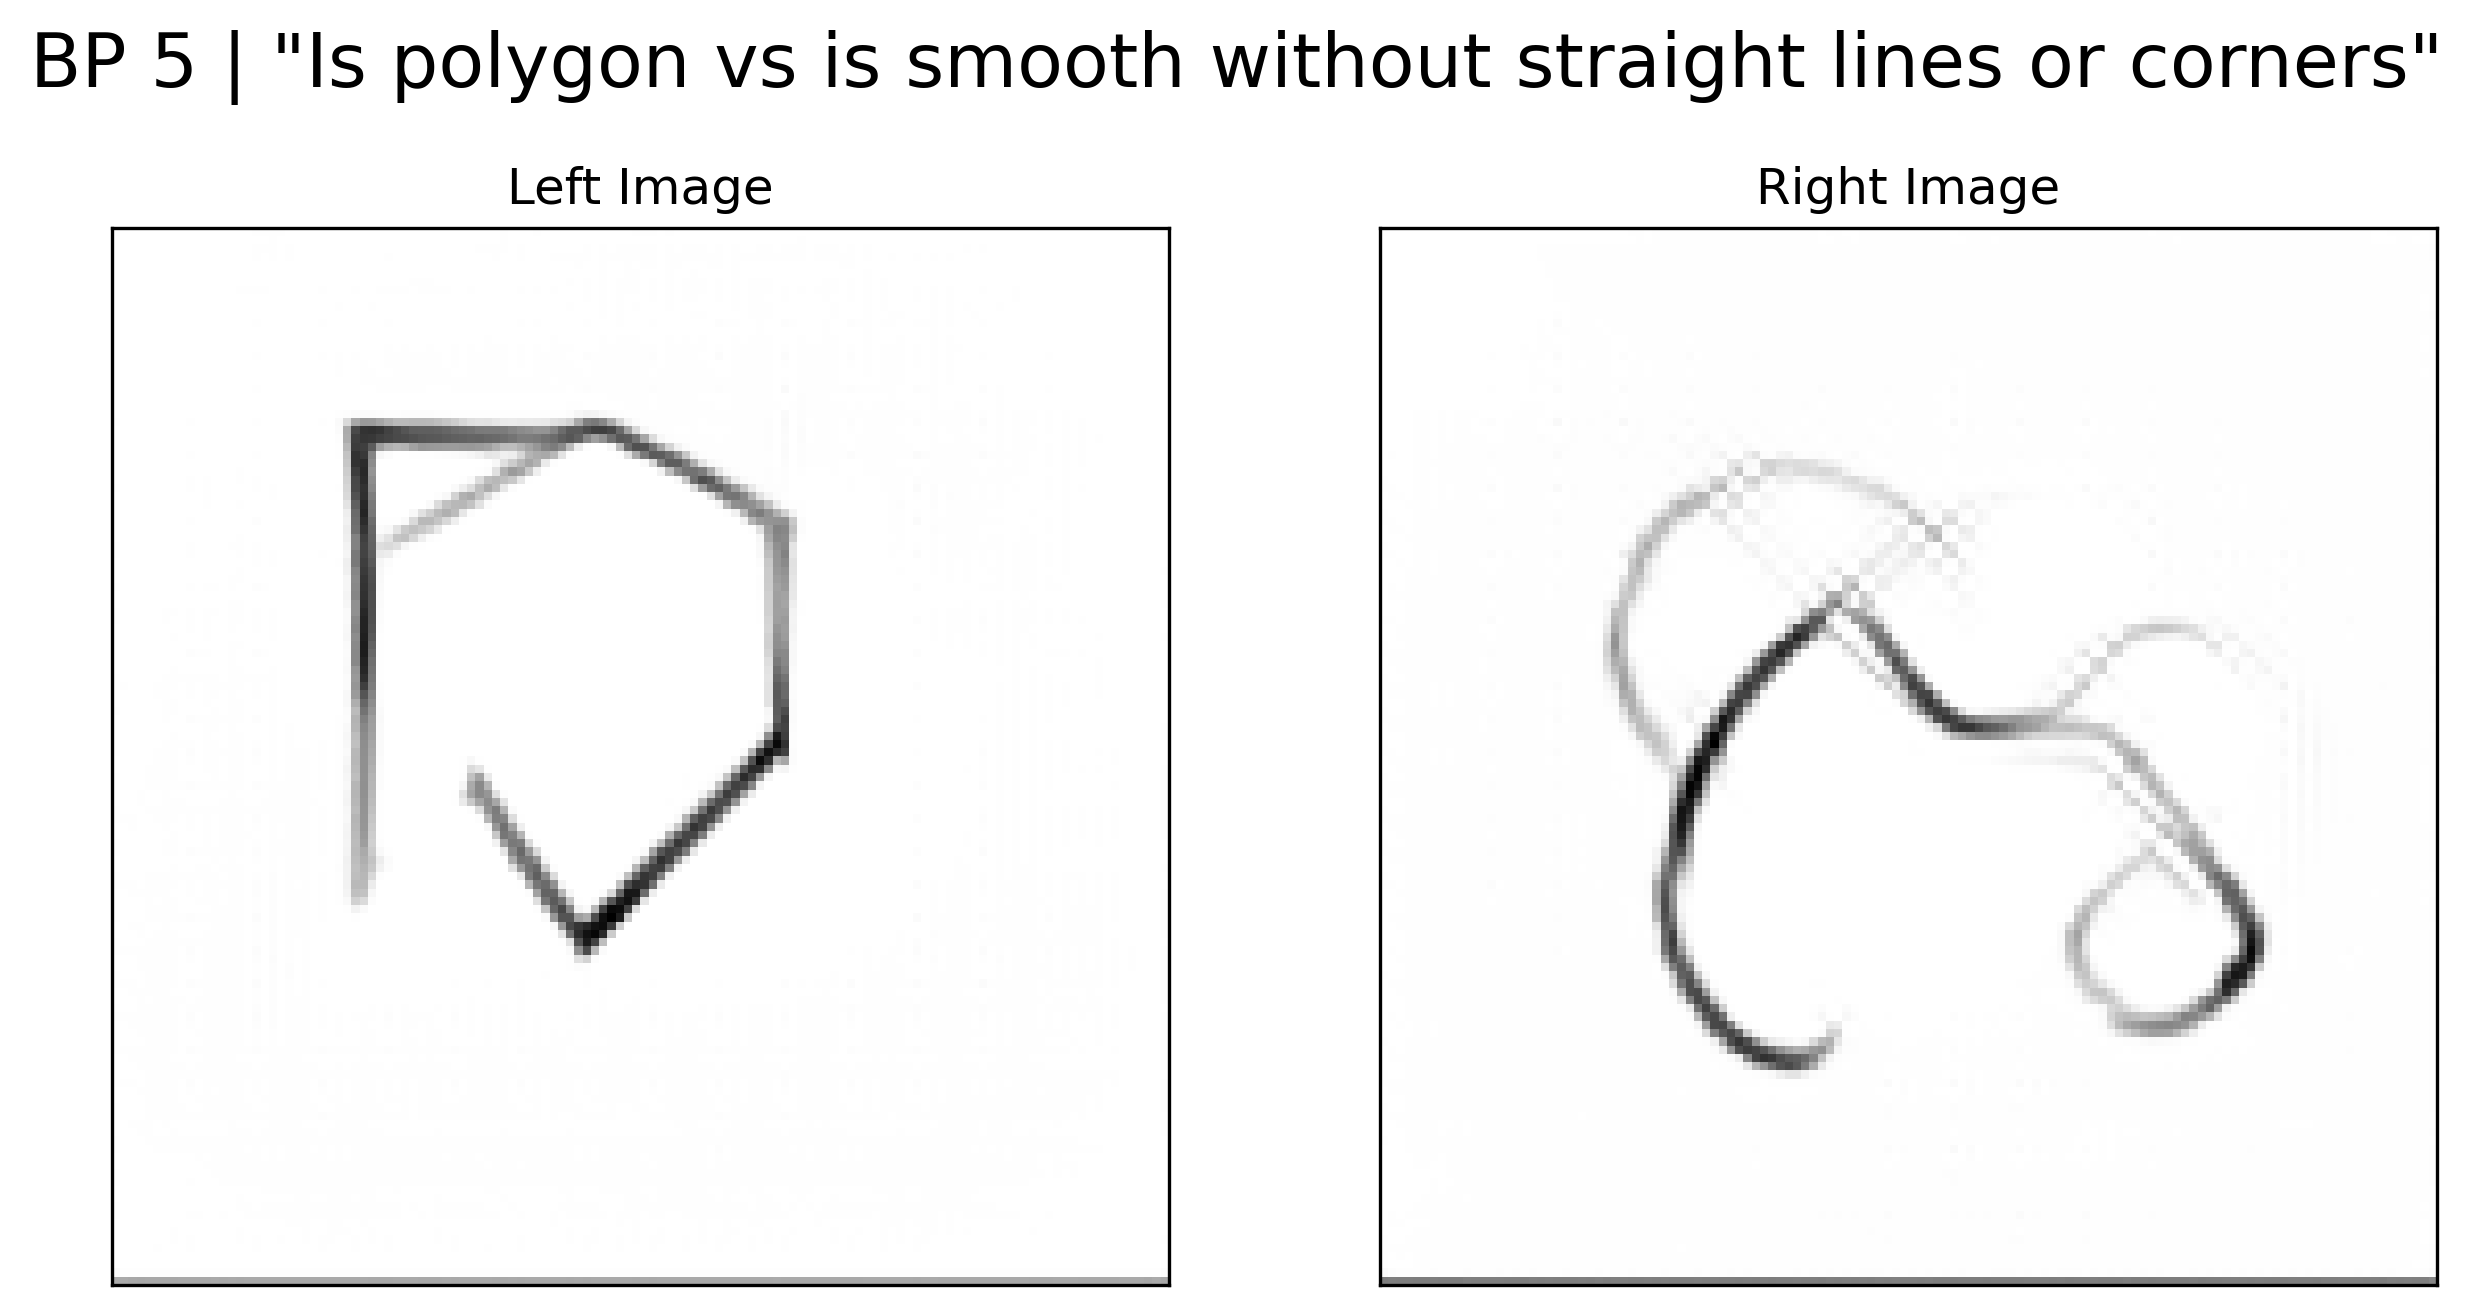 BP 5 | "Is polygon vs is smooth without straight lines or corners"
Left Image
Right Image